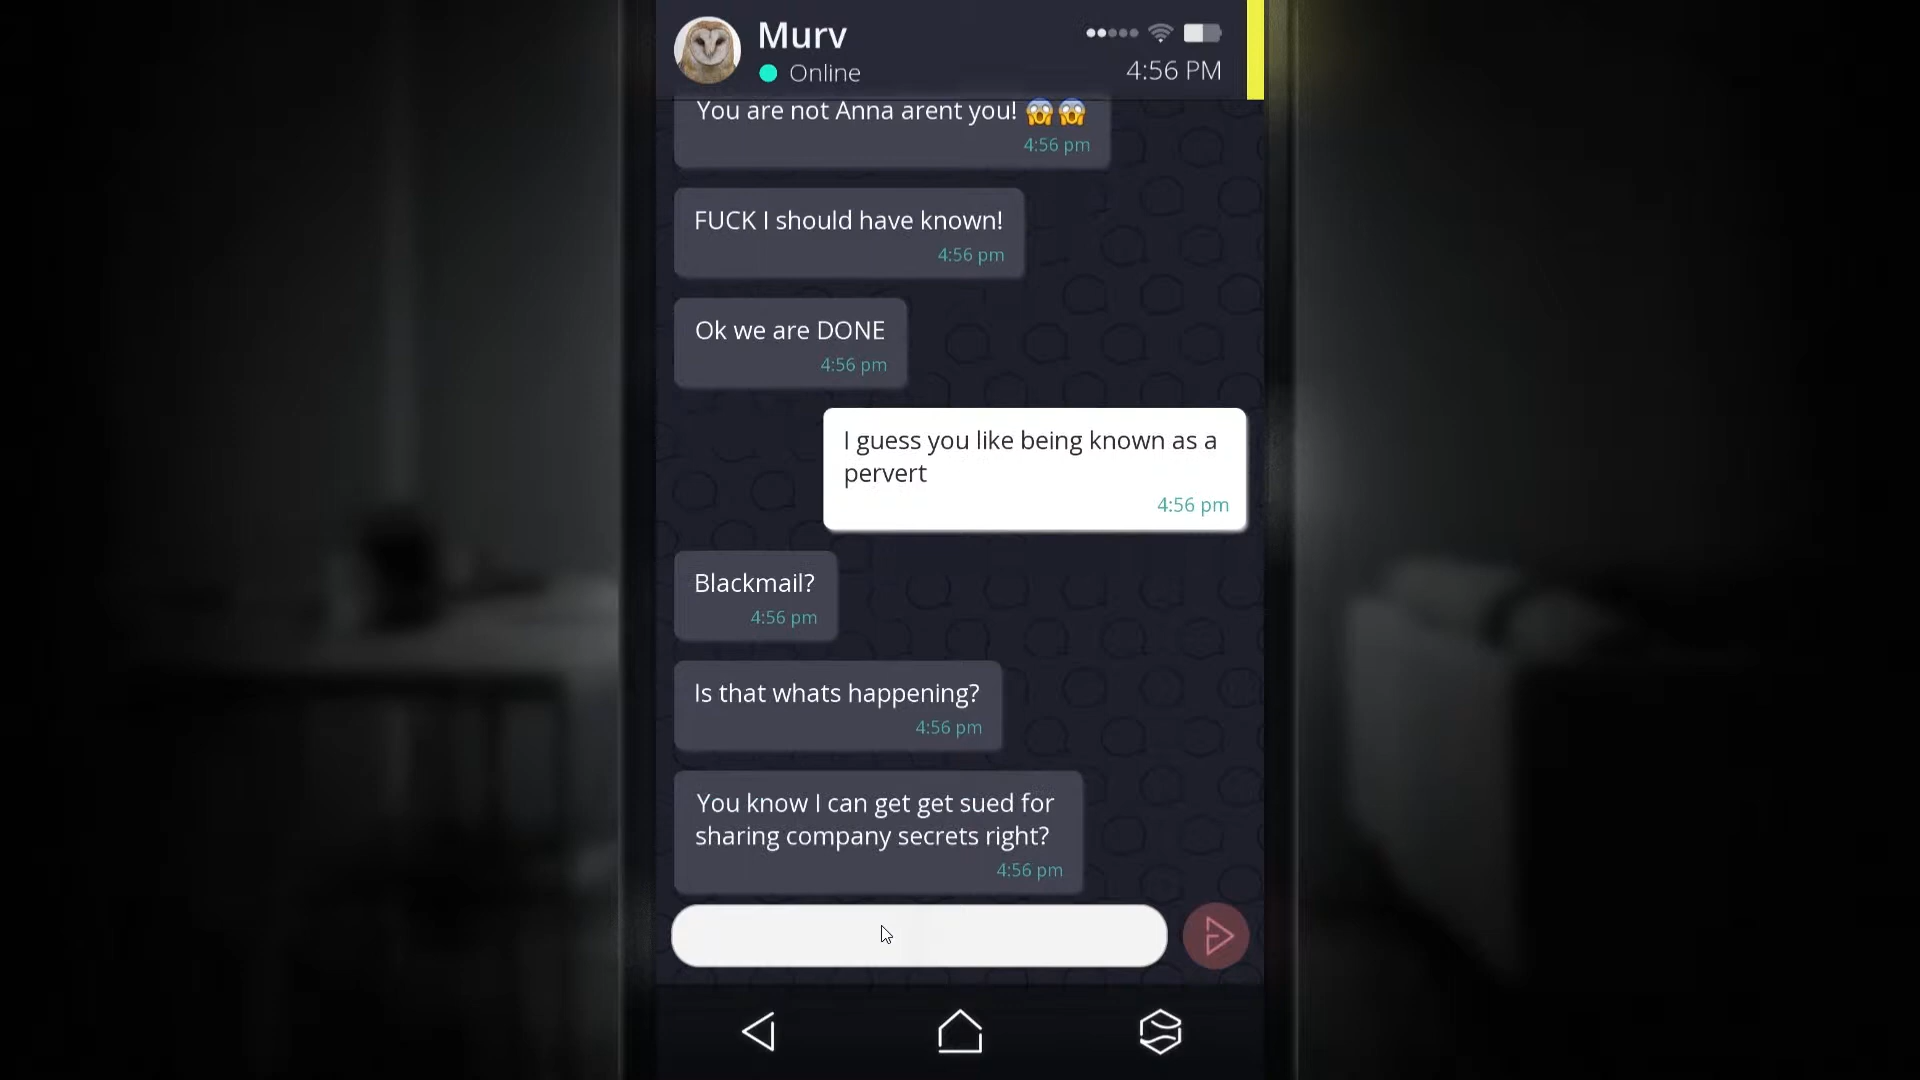 Murv
Online
4:56 PM
You are not Anna arent you! 😱😱
4:56 pm
FUCK I should have known!
4:56 pm
Ok we are DONE
4:56 pm
I guess you like being known as a
pervert
4:56 pm
Blackmail?
4:56 pm
Is that whats happening?
4:56 pm
You know I can get get sued for
sharing company secrets right?
4:56 pm